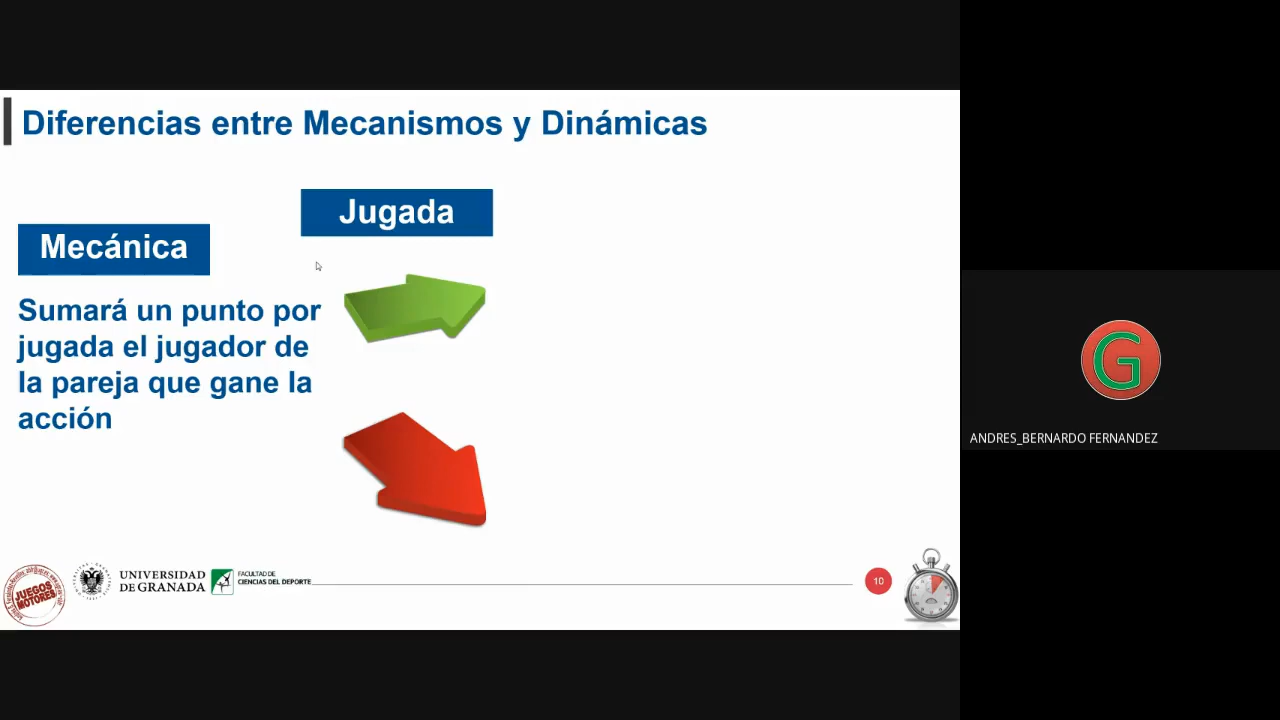 Diferencias entre Mecanismos y Dinámicas
Jugada
Mecánica
Sumará un punto por
jugada el jugador de
la pareja que gane la
acción
JUEGOS
MOTORES
UNIVERSIDAD
DE GRANADA
FACULTAD DE
CIENCIAS DEL DEPORTE
10
G
ANDRES_BERNARDO FERNANDEZ